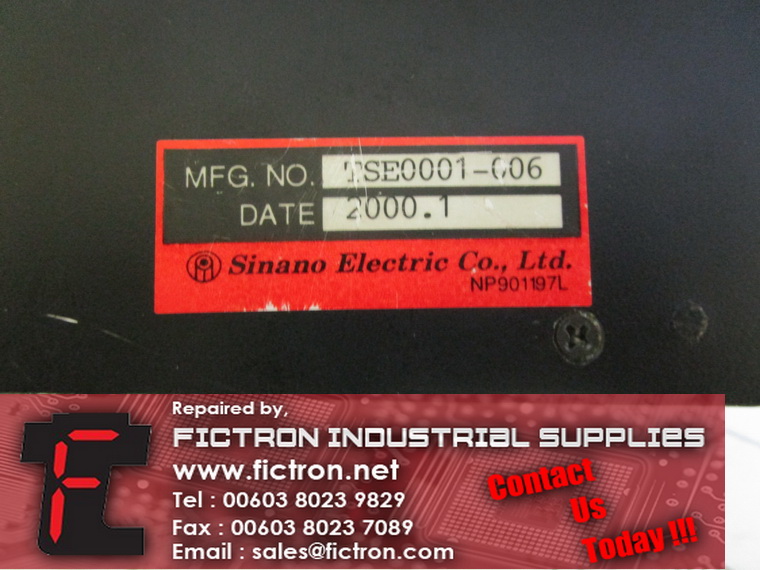 MFG. NO. TSE0001-006
DATE 2000.1
Sinano Electric Co., Ltd.
NP901197L
Repaired by,
FICTRON INDUSTRIAL SUPPLIES
www.fictron.net
Tel : 00603 8023 9829
Fax : 00603 8023 7089
Email : sales@fictron.com
Contact
Us
Today !!!